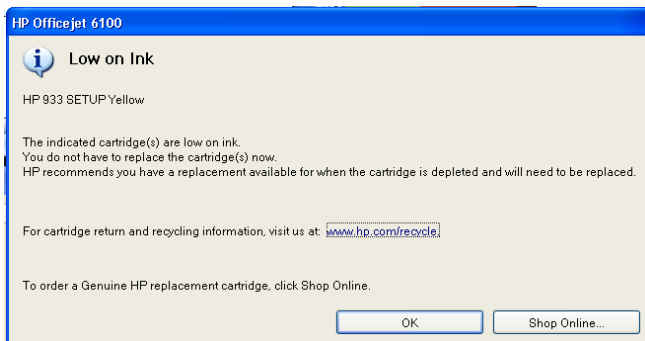 HP Officejet 6100
Low on Ink
HP 933 SETUP Yellow
The indicated cartridge(s) are low on ink.
You do not have to replace the cartridge(s) now.
HP recommends you have a replacement available for when the cartridge is depleted and will need to be replaced.
For cartridge return and recycling information, visit us at: www.hp.com/recycle.
To order a Genuine HP replacement cartridge, click Shop Online.
OK
Shop Online...